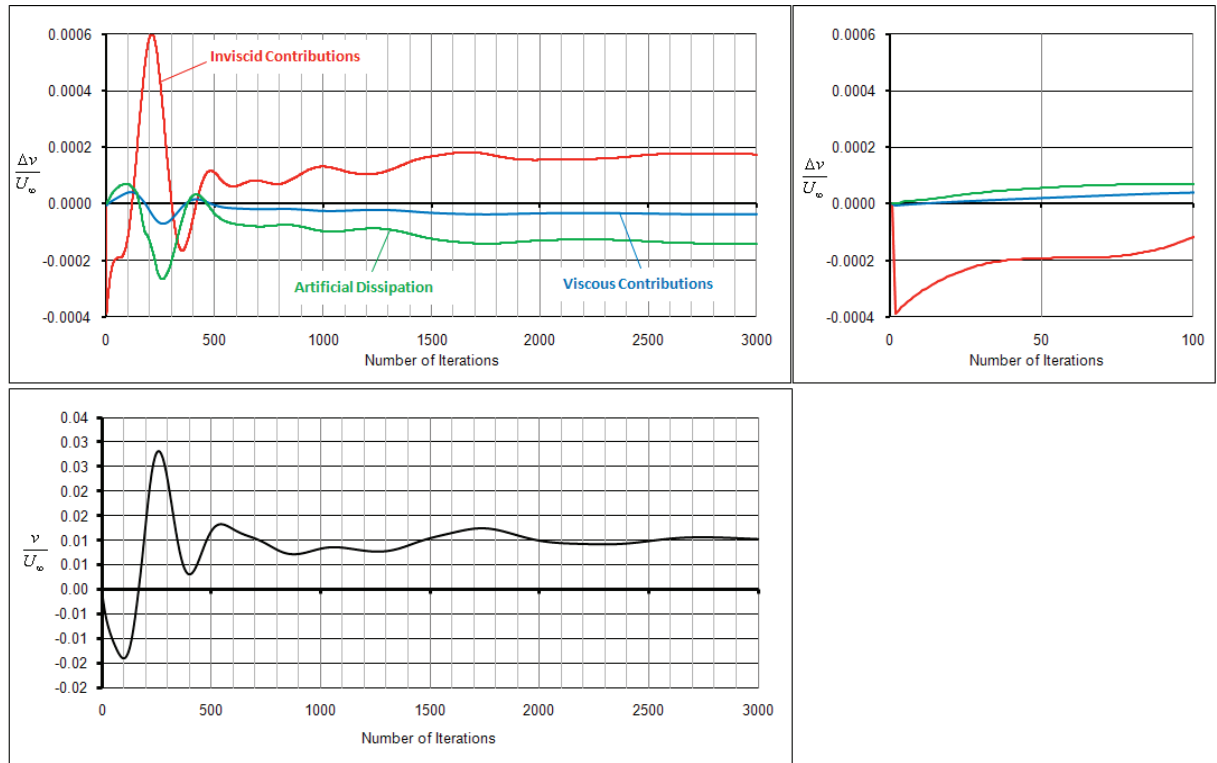 0.0006
0.0004
0.0002
0.0000
-0.0002
-0.0004
Δv
U
Inviscid Contributions
Artificial Dissipation
Viscous Contributions
0 500 1000 1500 2000 2500 3000
Number of Iterations
0.0006
0.0004
0.0002
0.0000
-0.0002
-0.0004
Δv
U
0 50 100
Number of Iterations
0.04
0.03
0.03
0.02
0.02
0.01
0.01
0.00
-0.01
-0.01
-0.02
-0.02
v
U
0 500 1000 1500 2000 2500 3000
Number of Iterations